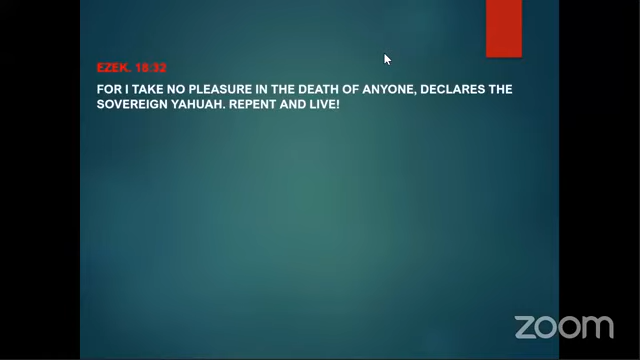 EZEK. 18:32
FOR I TAKE NO PLEASURE IN THE DEATH OF ANYONE, DECLARES THE
SOVEREIGN YAHUAH. REPENT AND LIVE!
zoom